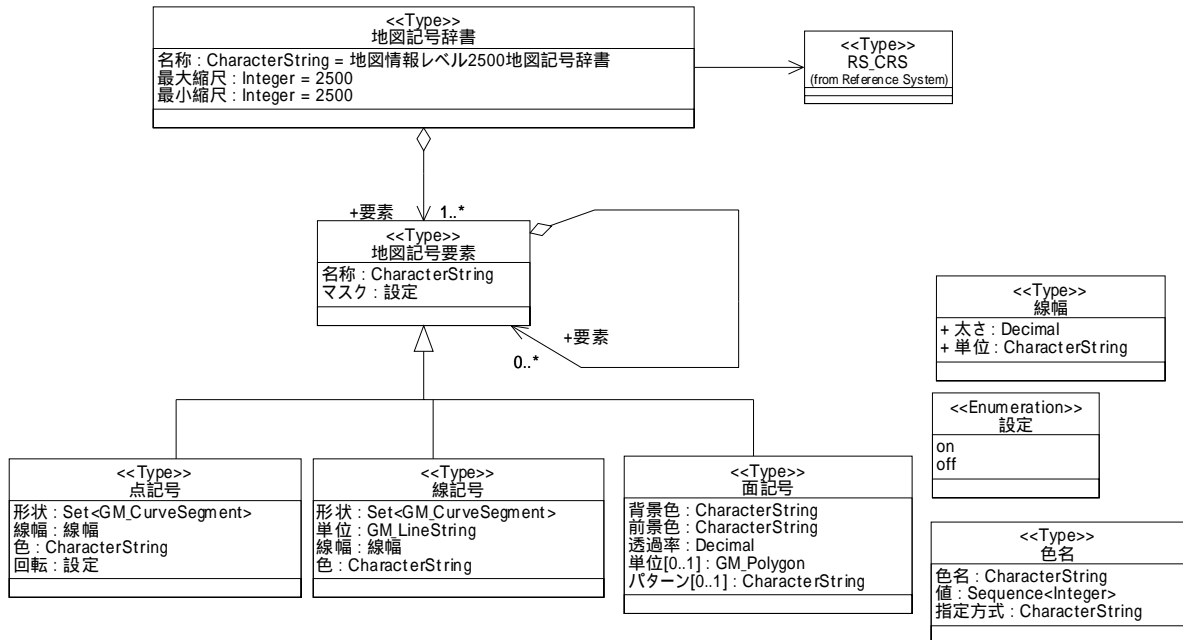 <<Type>>
地図記号辞書
名称 : CharacterString = 地図情報レベル2500地図記号辞書
最大縮尺 : Integer = 2500
最小縮尺 : Integer = 2500
<<Type>>
RS_CRS
(from Reference System)
+要素
1..*
<<Type>>
地図記号要素
名称 : CharacterString
マスク : 設定
+要素
0..*
<<Type>>
線幅
+ 太さ : Decimal
+ 単位 : CharacterString
<<Enumeration>>
設定
on
off
<<Type>>
点記号
形状 : Set<GM_CurveSegment>
線幅 : 線幅
色 : CharacterString
回転 : 設定
<<Type>>
線記号
形状 : Set<GM_CurveSegment>
単位 : GM_LineString
線幅 : 線幅
色 : CharacterString
<<Type>>
面記号
背景色 : CharacterString
前景色 : CharacterString
透過率 : Decimal
単位[0..1] : GM_Polygon
パターン[0..1] : CharacterString
<<Type>>
色名
色名 : CharacterString
値 : Sequence<Integer>
指定方式 : CharacterString